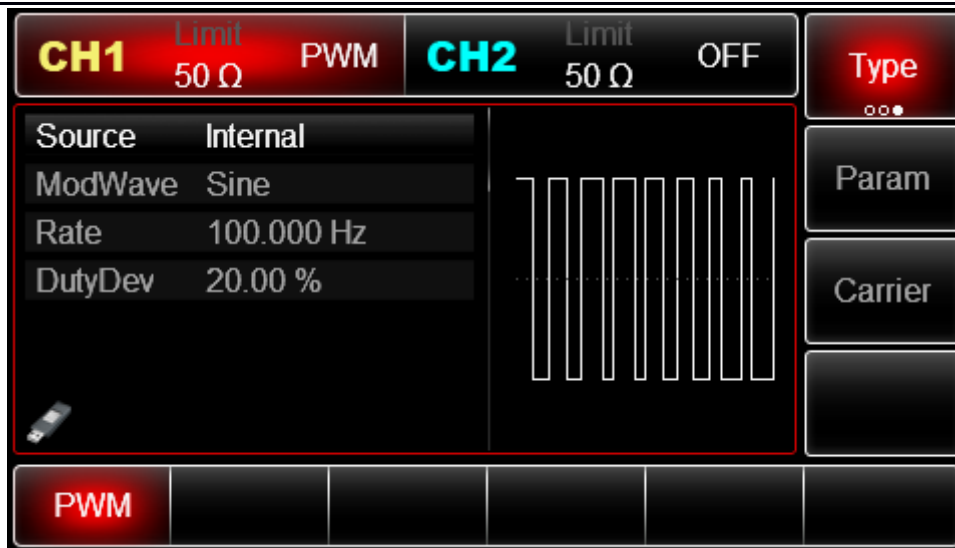 CH1 Limit 50 Ω PWM
CH2 Limit 50 Ω OFF
Type
Source Internal
ModWave Sine
Rate 100.000 Hz
DutyDev 20.00 %
Param
Carrier
PWM